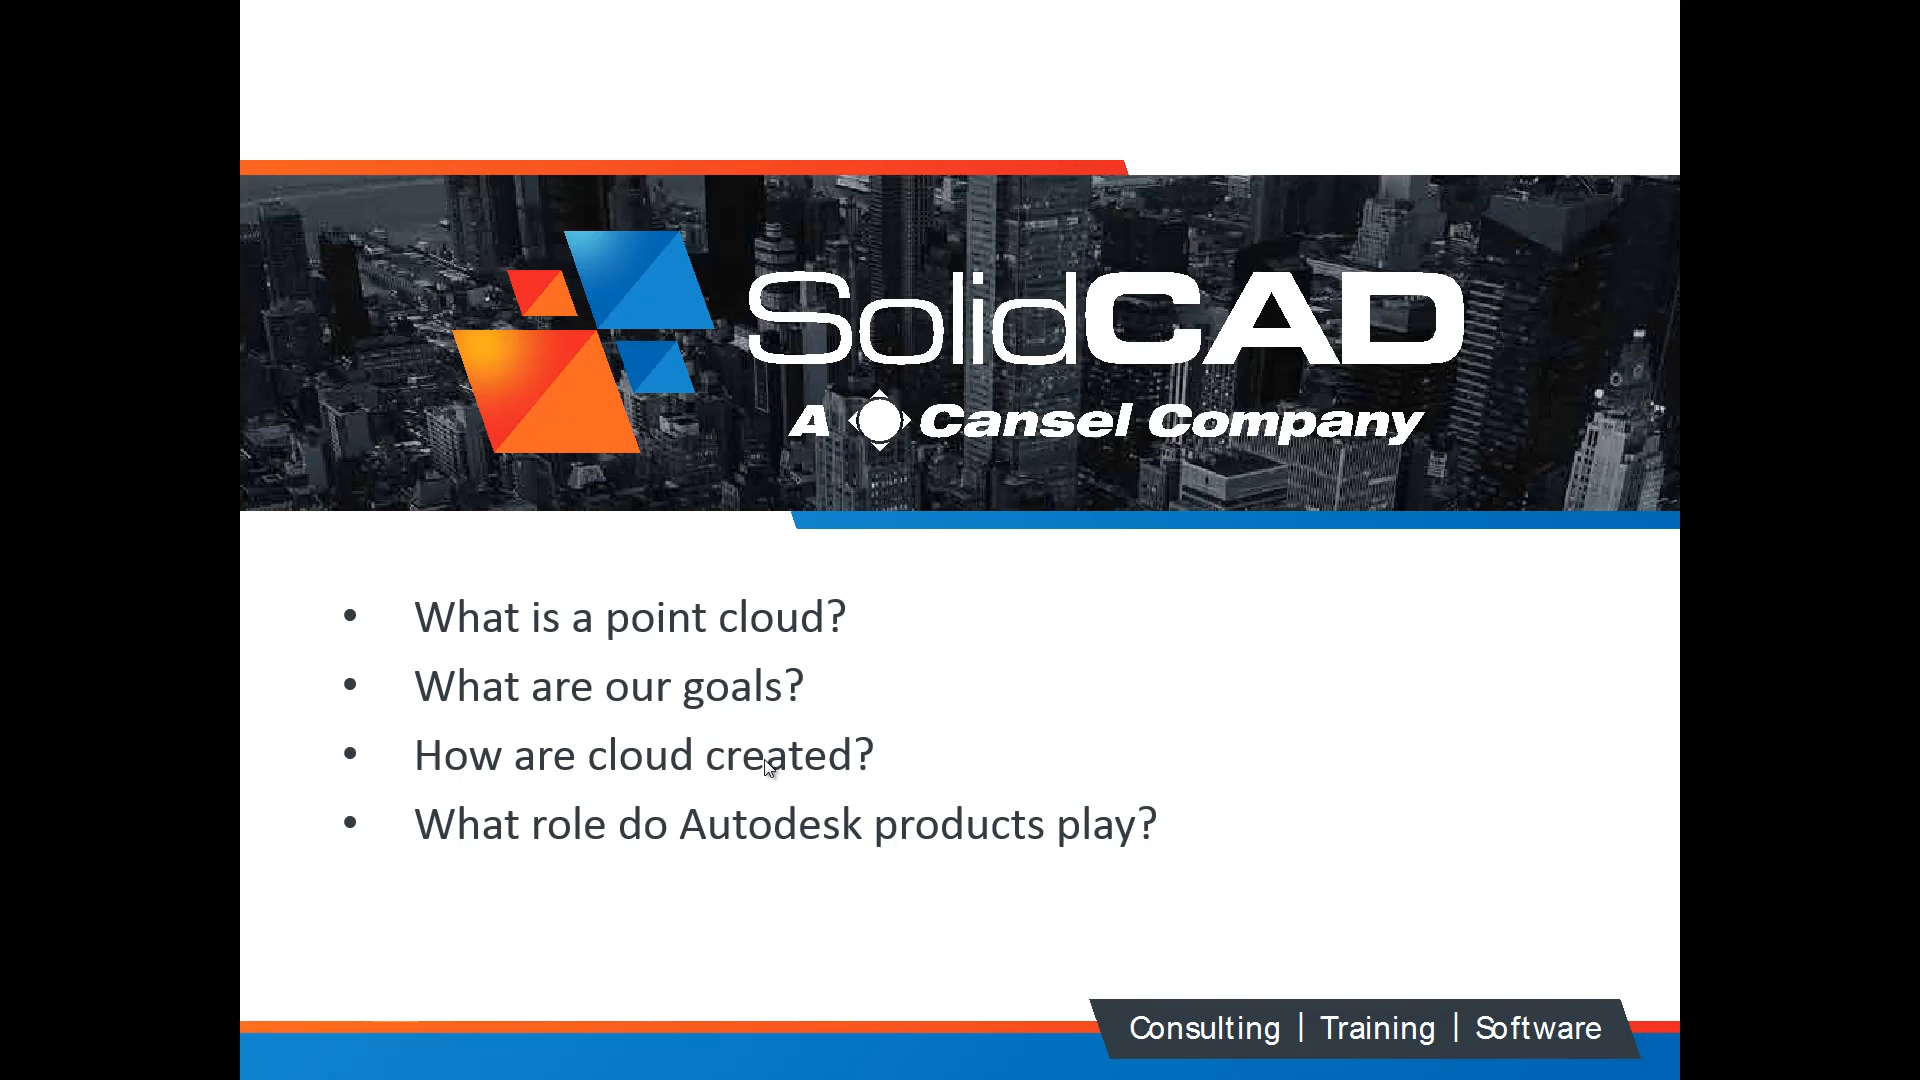 SolidCAD
A Cansel Company
• What is a point cloud?
• What are our goals?
• How are cloud created?
• What role do Autodesk products play?
Consulting | Training | Software